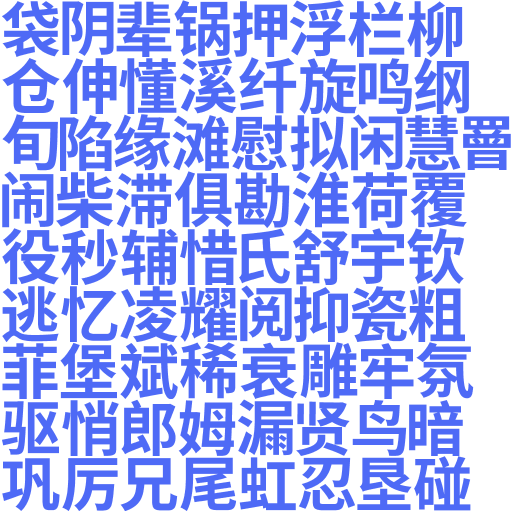 袋阴辈锅押浮栏柳
仓伸懂溪纤旋鸣纲
旬陷缘滩慰拟闲慧罾
闹柴滞俱勘淮荷覆
役秒辅惜氏舒宇钦
逃忆凌耀阅抑瓷粗
菲堡斌稀衰雕牢氛
驱悄郎姆漏贤鸟暗
巩厉兄尾虹忍垦碰